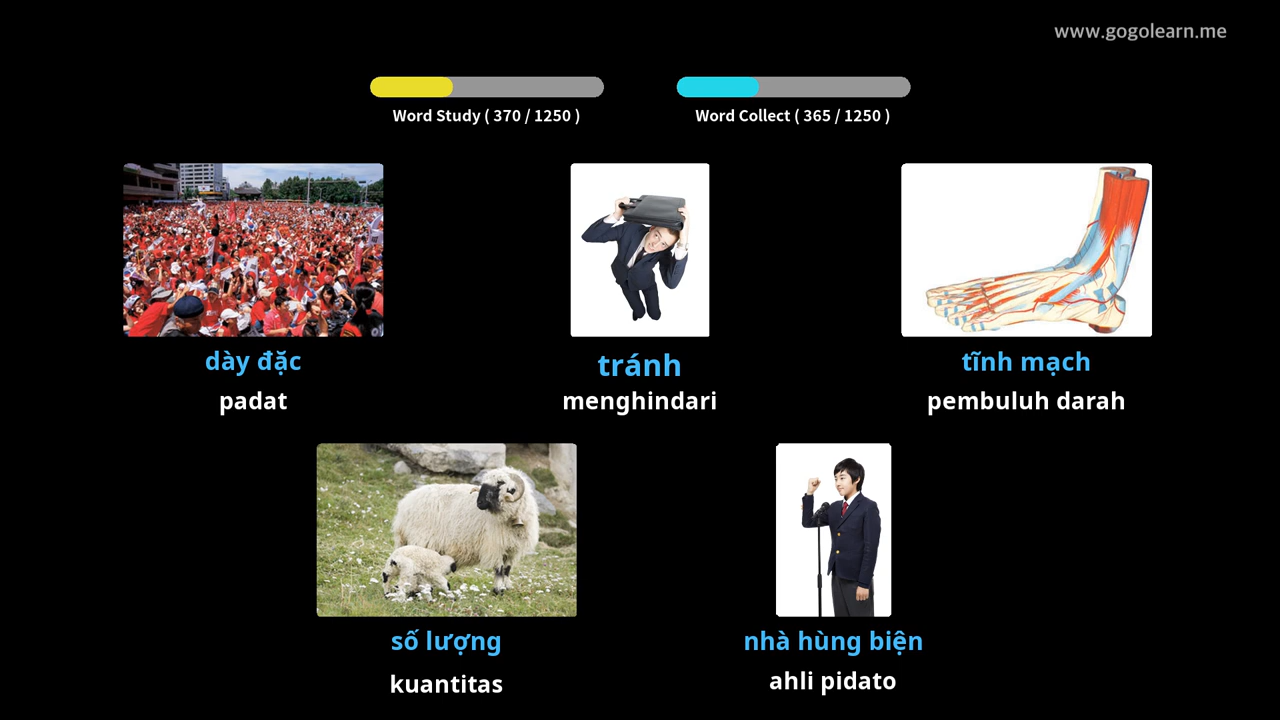 www.gogolearn.me
Word Study ( 370 / 1250 )
Word Collect ( 365 / 1250 )
dày đặc
padat
tránh
menghindari
tĩnh mạch
pembuluh darah
số lượng
kuantitas
nhà hùng biện
ahli pidato